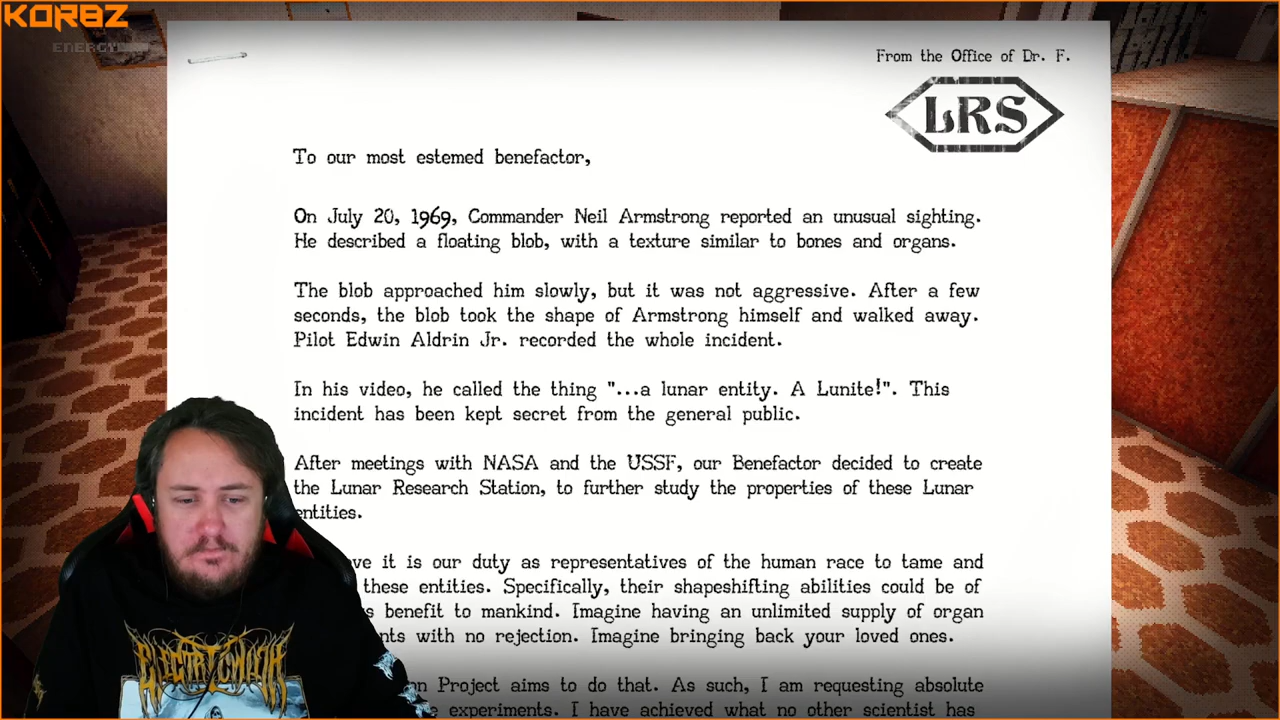 KORBZ
ENERGY
From the Office of Dr. F.
LRS
To our most estemed benefactor,
On July 20, 1969, Commander Neil Armstrong reported an unusual sighting.
He described a floating blob, with a texture similar to bones and organs.
The blob approached him slowly, but it was not aggressive. After a few
seconds, the blob took the shape of Armstrong himself and walked away.
Pilot Edwin Aldrin Jr. recorded the whole incident.
In his video, he called the thing "...a lunar entity. A Lunite!". This
incident has been kept secret from the general public.
After meetings with NASA and the USSF, our Benefactor decided to create
the Lunar Research Station, to further study the properties of these Lunar
entities.
it is our duty as representatives of the human race to tame and
these entities. Specifically, their shapeshifting abilities could be of
benefit to mankind. Imagine having an unlimited supply of organ
with no rejection. Imagine bringing back your loved ones.
Project aims to do that. As such, I am requesting absolute
experiments. I have achieved what no other scientist has